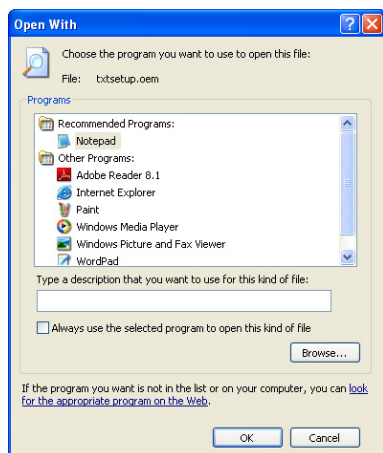 Open With
Choose the program you want to use to open this file:
File: txtsetup.oem
Programs
Recommended Programs:
Notepad
Other Programs:
Adobe Reader 8.1
Internet Explorer
Paint
Windows Media Player
Windows Picture and Fax Viewer
WordPad
Type a description that you want to use for this kind of file:
Always use the selected program to open this kind of file
Browse...
If the program you want is not in the list or on your computer, you can look
for the appropriate program on the Web.
OK Cancel